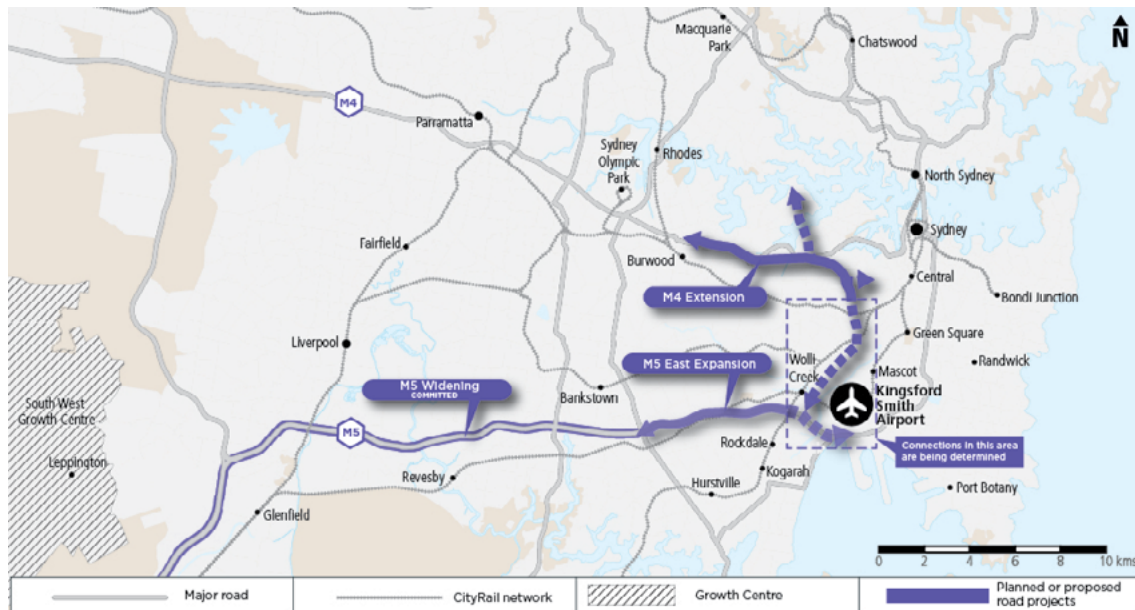 Macquarie
Park
Chatswood
N
M4
Parramatta
Sydney
Olympic
Park
Rhodes
North Sydney
Sydney
Fairfield
Burwood
Central
M4 Extension
Bondi Junction
Green Square
Liverpool
Wolli
Creek
Randwick
M5 East Expansion
Mascot
M5 Widening
COMMITTED
Bankstown
Kingsford
Smith
Airport
South West
Growth Centre
M5
Rockdale
Connections in this area
are being determined
Leppington
Revesby
Kogarah
Hurstville
Port Botany
Glenfield
0 2 4 6 8 10 kms
Major road
CityRail network
Growth Centre
Planned or proposed
road projects